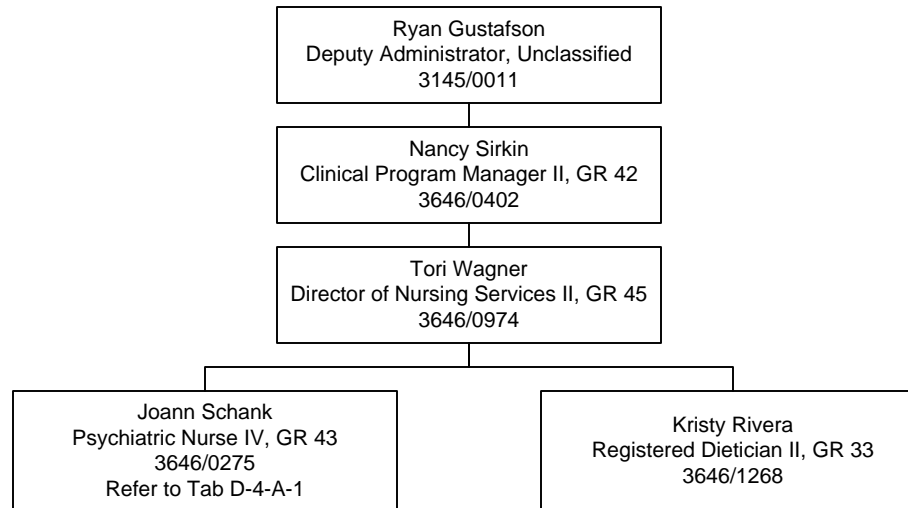 Ryan Gustafson
Deputy Administrator, Unclassified
3145/0011
Nancy Sirkin
Clinical Program Manager II, GR 42
3646/0402
Tori Wagner
Director of Nursing Services II, GR 45
3646/0974
Joann Schank
Psychiatric Nurse IV, GR 43
3646/0275
Refer to Tab D-4-A-1
Kristy Rivera
Registered Dietician II, GR 33
3646/1268